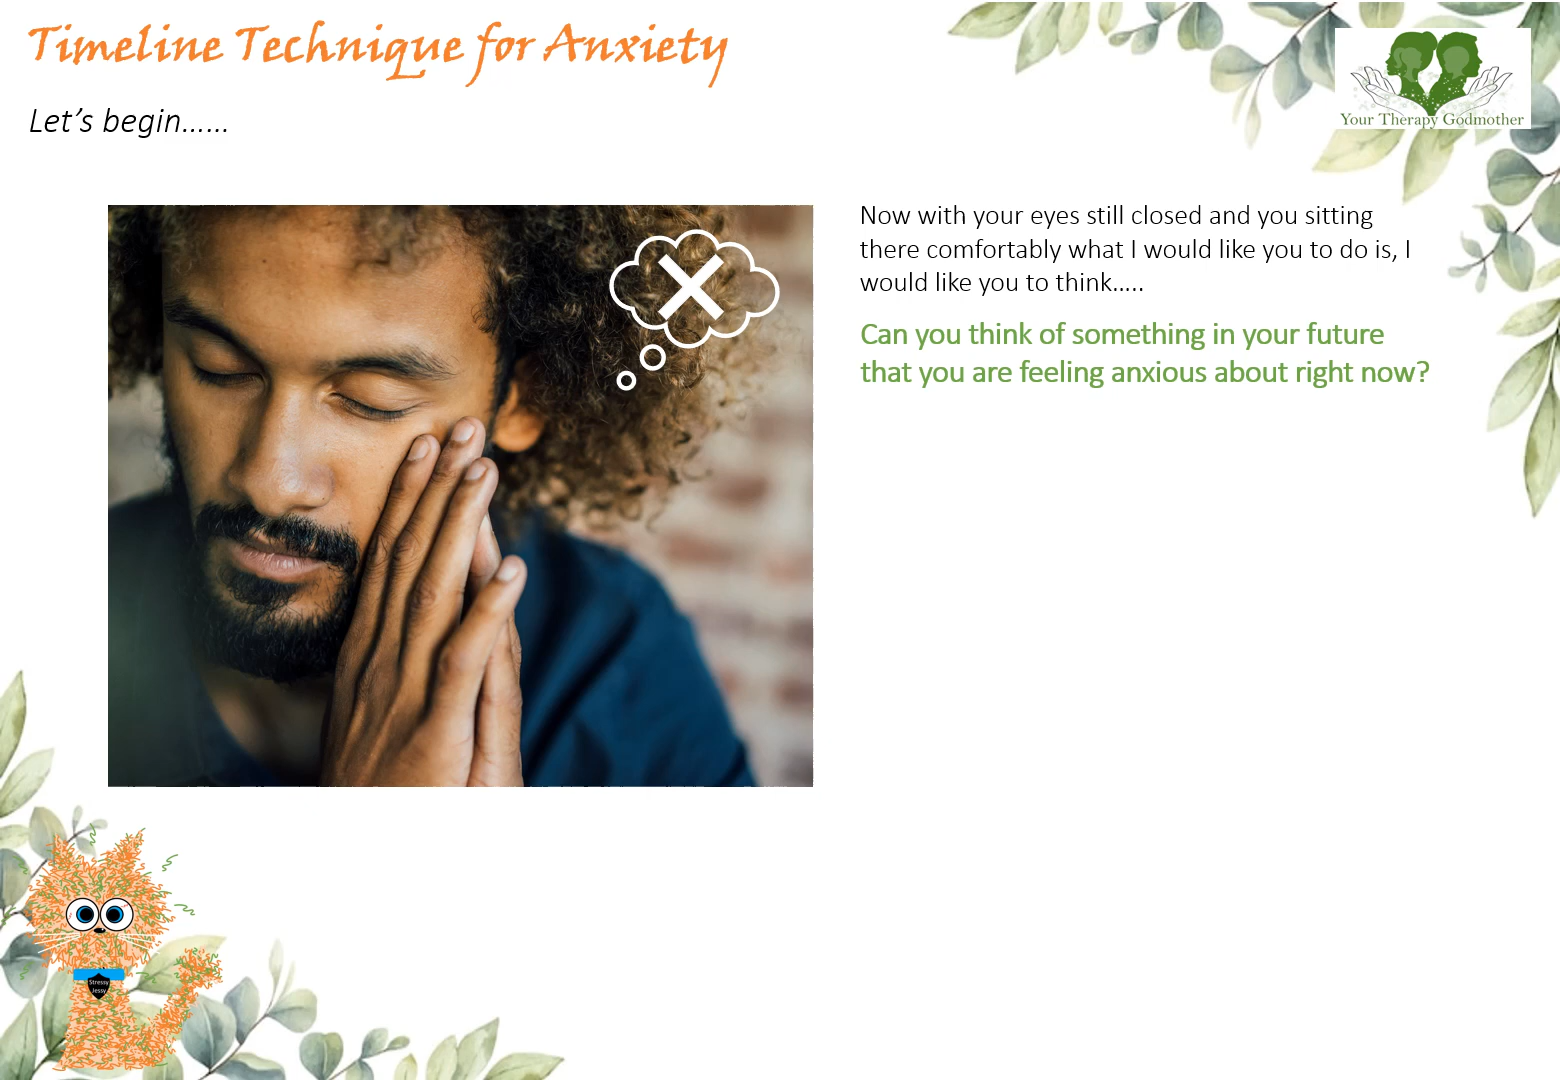 Timeline Technique for Anxiety
Let’s begin……
Your Therapy Godmother
Now with your eyes still closed and you sitting
there comfortably what I would like you to do is, I
would like you to think…..
Can you think of something in your future
that you are feeling anxious about right now?
Stressy
Jessy